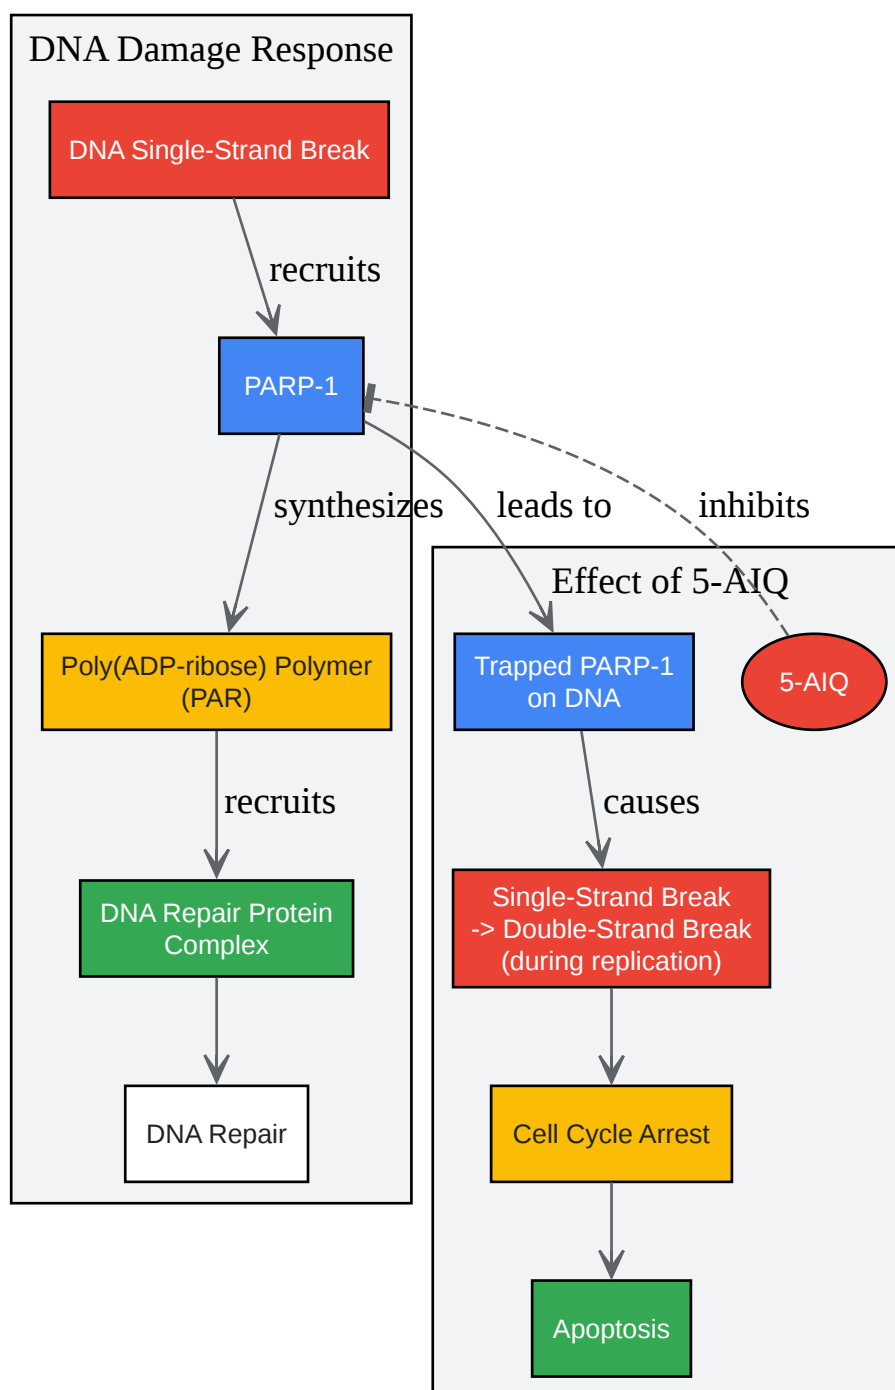 DNA Damage Response
DNA Single-Strand Break
recruits
PARP-1
synthesizes
leads to
inhibits
Effect of 5-AIQ
Poly(ADP-ribose) Polymer
(PAR)
Trapped PARP-1
on DNA
5-AIQ
recruits
causes
DNA Repair Protein
Complex
Single-Strand Break
-> Double-Strand Break
(during replication)
DNA Repair
Cell Cycle Arrest
Apoptosis